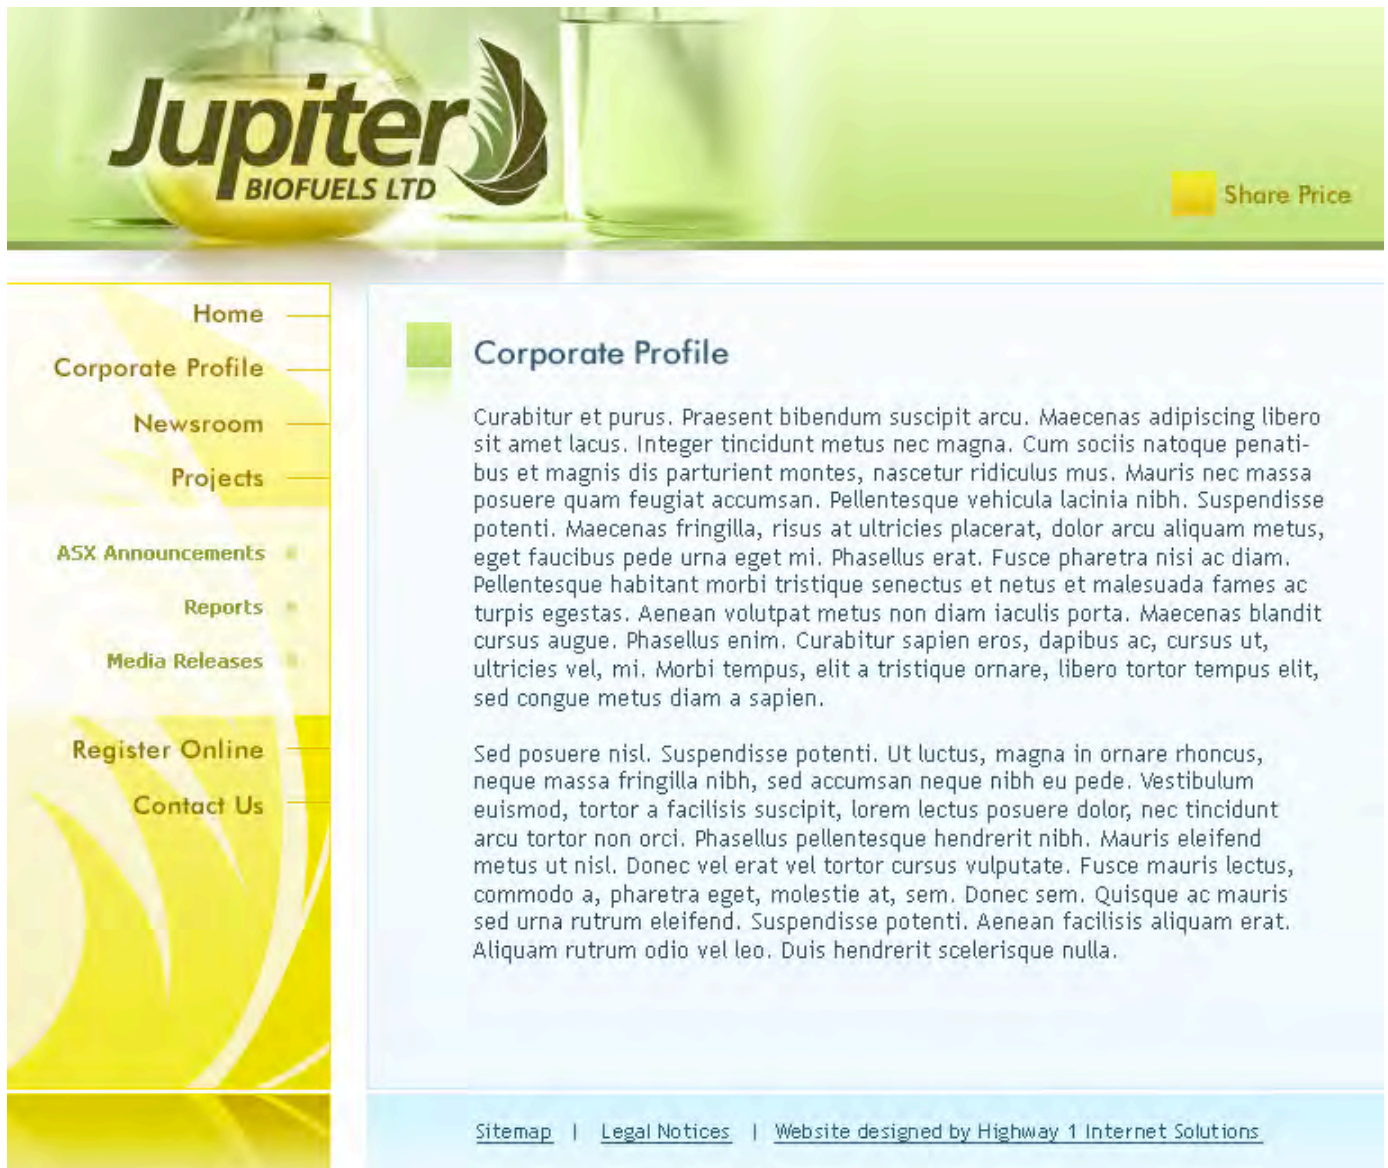 Jupiter
BIOFUELS LTD
Share Price
Home
Corporate Profile
Newsroom
Projects
ASX Announcements
Reports
Media Releases
Register Online
Contact Us
Corporate Profile
Curabitur et purus. Praesent bibendum suscipit arcu. Maecenas adipiscing libero
sit amet lacus. Integer tincidunt metus nec magna. Cum sociis natoque penati-
bus et magnis dis parturient montes, nascetur ridiculus mus. Mauris nec massa
posuere quam feugiat accumsan. Pellentesque vehicula lacinia nibh. Suspendisse
potenti. Maecenas fringilla, risus at ultricies placerat, dolor arcu aliquam metus,
eget faucibus pede urna eget mi. Phasellus erat. Fusce pharetra nisi ac diam.
Pellentesque habitant morbi tristique senectus et netus et malesuada fames ac
turpis egestas. Aenean volutpat metus non diam iaculis porta. Maecenas blandit
cursus augue. Phasellus enim. Curabitur sapien eros, dapibus ac, cursus ut,
ultricies vel, mi. Morbi tempus, elit a tristique ornare, libero tortor tempus elit,
sed congue metus diam a sapien.
Sed posuere nisl. Suspendisse potenti. Ut luctus, magna in ornare rhoncus,
neque massa fringilla nibh, sed accumsan neque nibh eu pede. Vestibulum
euismod, tortor a facilisis suscipit, lorem lectus posuere dolor, nec tincidunt
arcu tortor non orci. Phasellus pellentesque hendrerit nibh. Mauris eleifend
metus ut nisl. Donec vel erat vel tortor cursus vulputate. Fusce mauris lectus,
commodo a, pharetra eget, molestie at, sem. Donec sem. Quisque ac mauris
sed urna rutrum eleifend. Suspendisse potenti. Aenean facilisis aliquam erat.
Aliquam rutrum odio vel leo. Duis hendrerit scelerisque nulla.
Sitemap | Legal Notices | Website designed by Highway 1 Internet Solutions